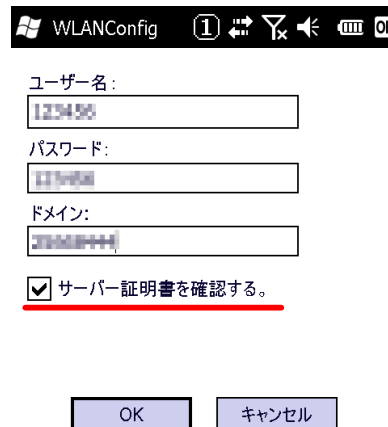 WLANConfig
ユーザー名:
パスワード:
ドメイン:
サーバー証明書を確認する。
OK キャンセル